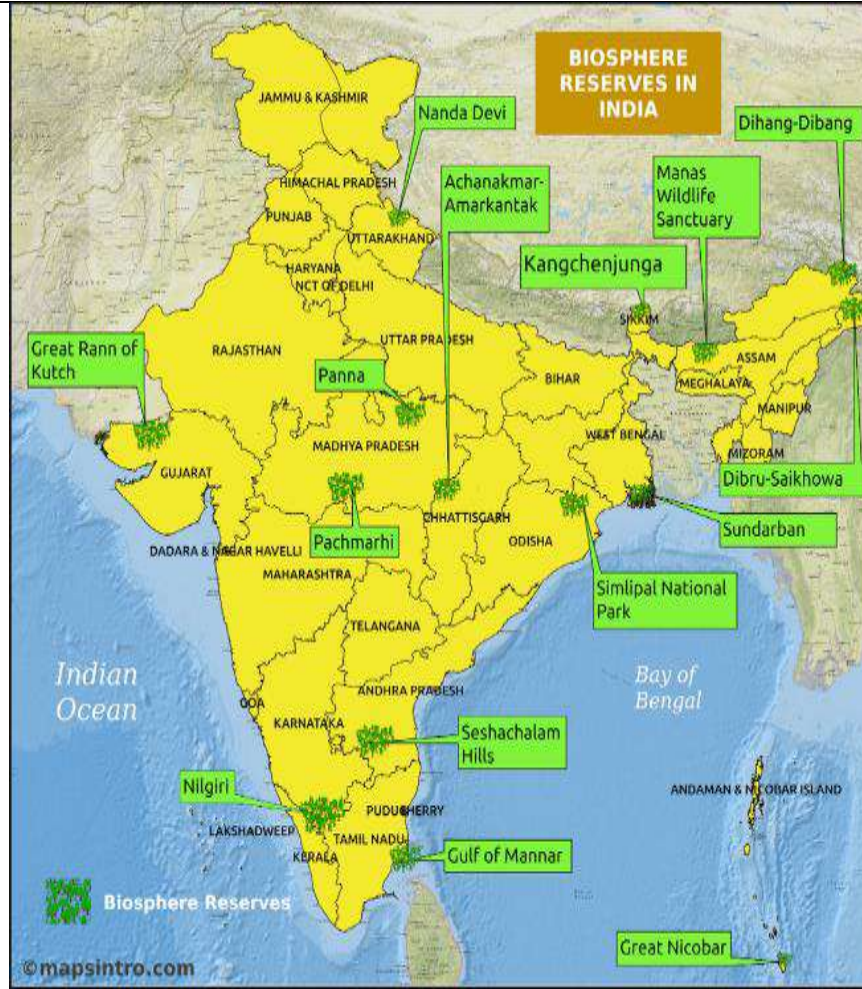 BIOSPHERE
RESERVES IN
INDIA
JAMMU & KASHMIR
Nanda Devi
Dihang-Dibang
Achanakmar-
Amarkantak
Manas
Wildlife
Sanctuary
HIMACHAL PRADESH
PUNJAB
UTTARAKHAND
HARYANA
NCT OF DELHI
Kangchenjunga
SIKKIM
Great Rann of
Kutch
RAJASTHAN
UTTAR PRADESH
ASSAM
Panna
BIHAR
MEGHALAYA
MANIPUR
MADHYA PRADESH
WEST BENGAL
MIZORAM
GUJARAT
Dibru-Saikhowa
CHHATTISGARH
Sundarban
Pachmarhi
ODISHA
DADARA & NAGAR HAVELLI
MAHARASHTRA
Simlipal National
Park
TELANGANA
Indian
Ocean
Bay of
Bengal
ANDHRA PRADESH
GOA
KARNATAKA
Seshachalam
Hills
Nilgiri
ANDAMAN & NICOBAR ISLAND
PUDUCHERRY
LAKSHADWEEP
TAMIL NADU
KERALA
Gulf of Mannar
Biosphere Reserves
Great Nicobar
©mapsintro.com